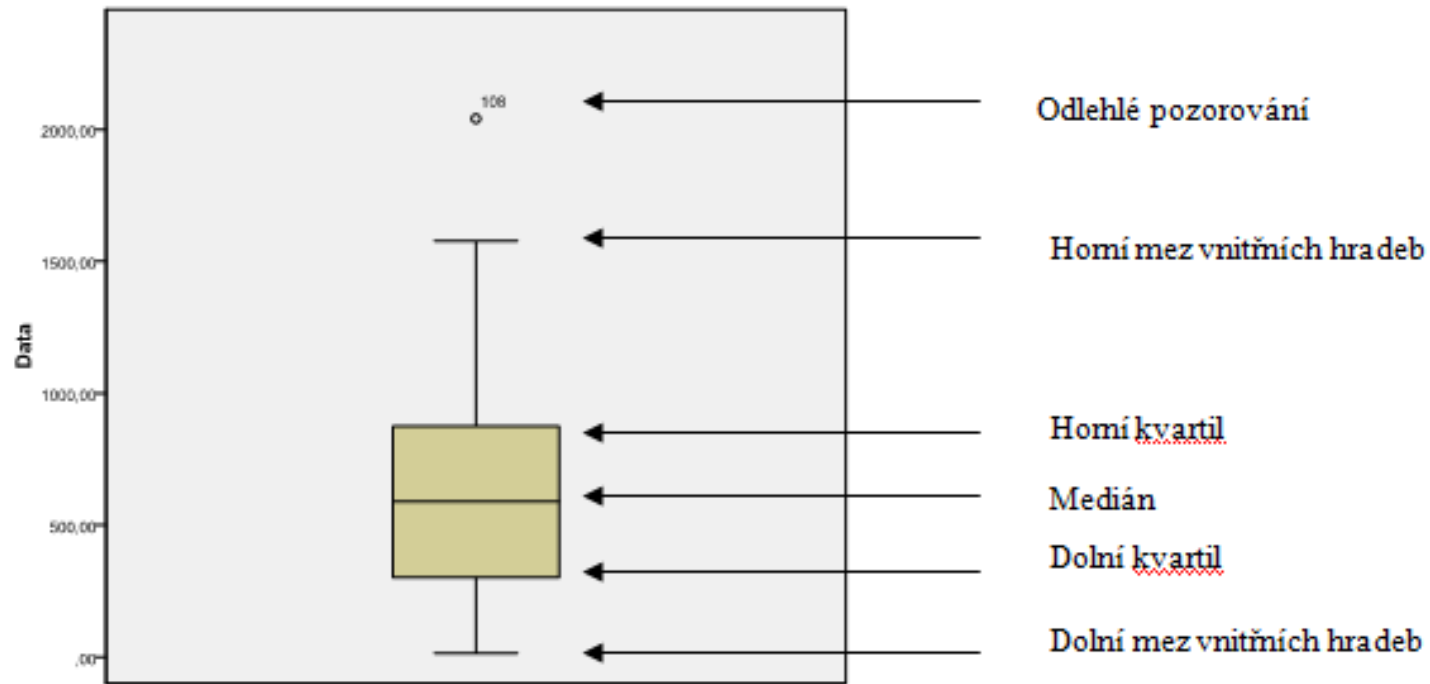 108
Odlehlé pozorování
2000,00
Horní mez vnitřních hradeb
1500,00
Data
1000,00
Horní kvartil
Medián
500,00
Dolní kvartil
Dolní mez vnitřních hradeb
,00